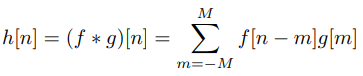 h[n] = (f * g)[n] = \sum_{m=-M}^{M} f[n − m]g[m]